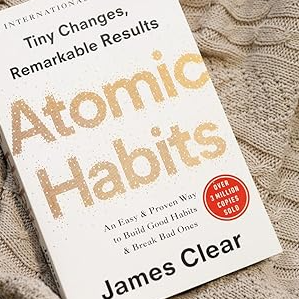 INTERNATIONAL
Tiny Changes,
Remarkable Results
Atomic
Habits
An Easy & Proven Way
to Build Good Habits
& Break Bad Ones
OVER
3 MILLION
COPIES
SOLD
James Clear